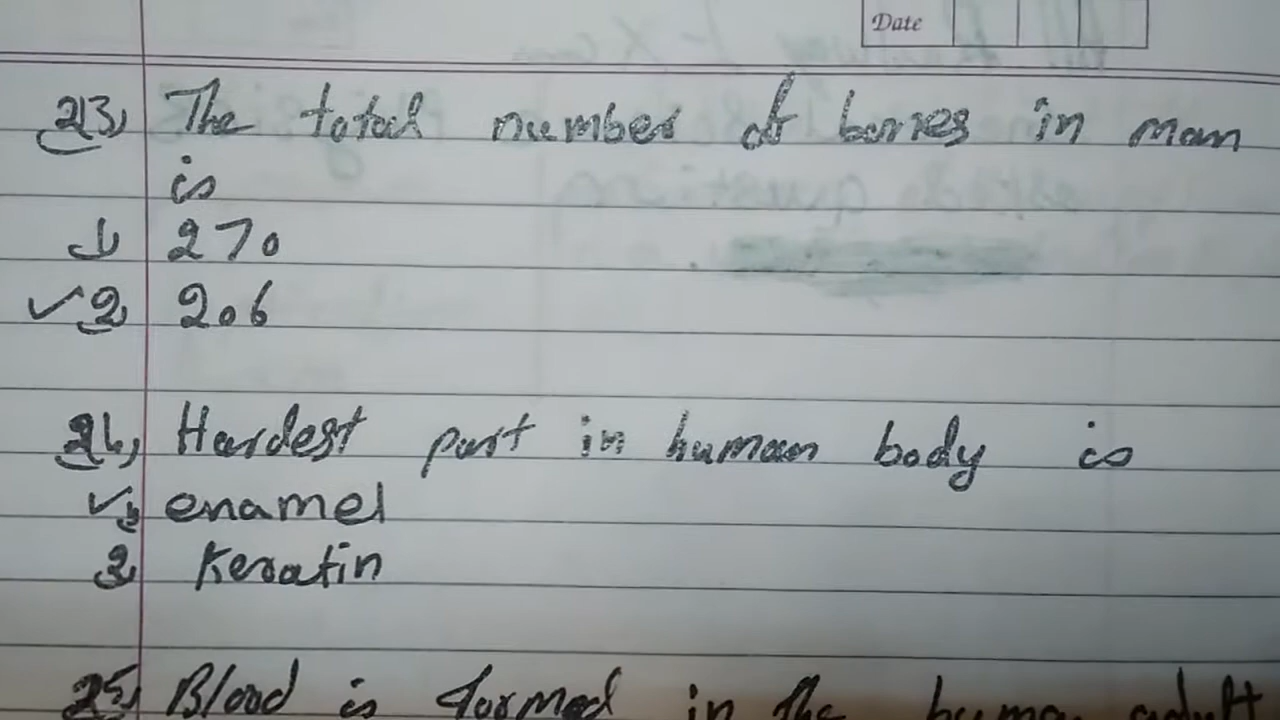 Date
23, The total number of bones in man
is
1, 270
✓ 2, 206
24, Hardest part in human body is
✓ 1, enamel
2, Keratin
25, Blood is formed in the human adult